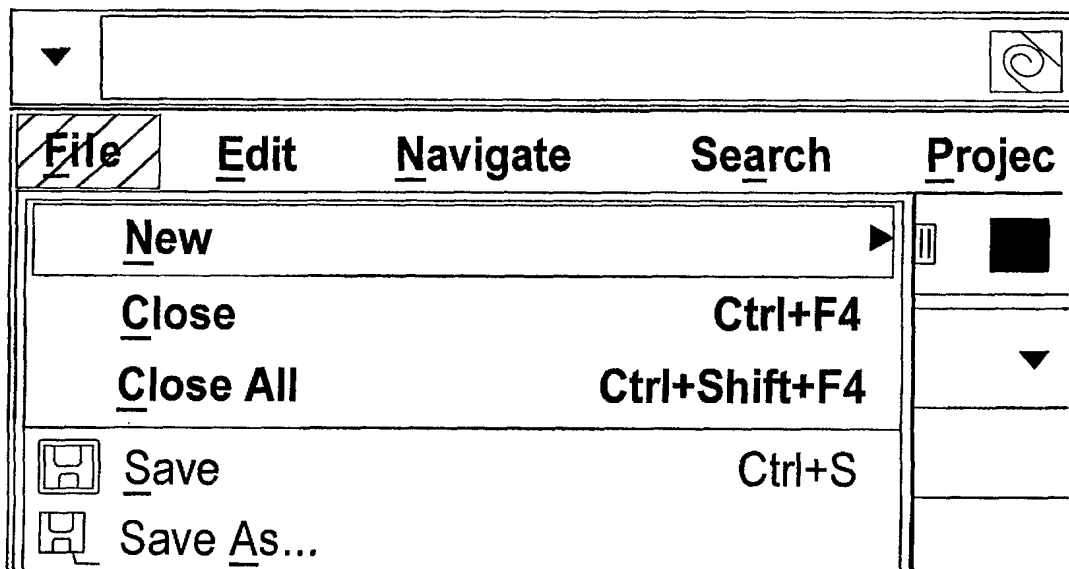 File Edit Navigate Search Projec
New
Close Ctrl+F4
Close All Ctrl+Shift+F4
Save Ctrl+S
Save As...